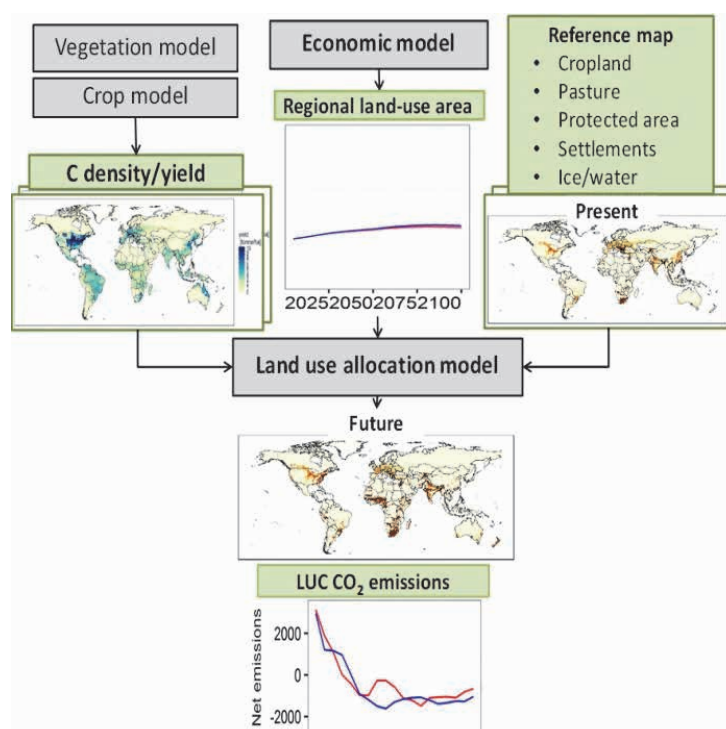 Vegetation model
Crop model
C density/yield
Economic model
Regional land-use area
2025205020752100
Reference map
• Cropland
• Pasture
• Protected area
• Settlements
• Ice/water
Present
Land use allocation model
Future
LUC CO₂ emissions
Net emissions
2000
0
-2000